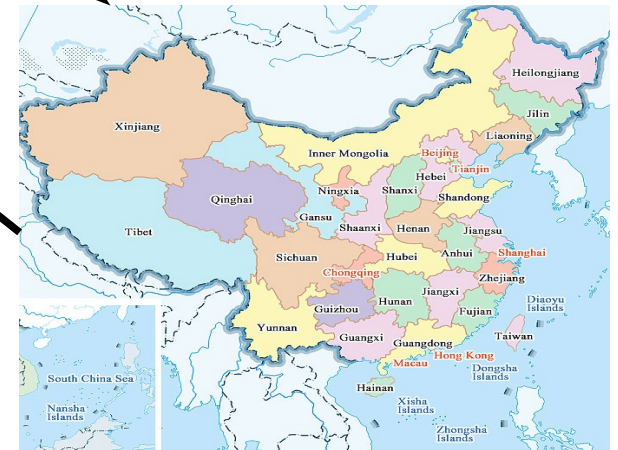 Heilongjiang
Jilin
Liaoning
Xinjiang
Inner Mongolia
Beijing
Tianjin
Hebei
Ningxia
Shanxi
Shandong
Qinghai
Gansu
Shaanxi
Henan
Jiangsu
Tibet
Sichuan
Hubei
Anhui
Shanghai
Chongqing
Zhejiang
Hunan
Jiangxi
Guizhou
Fujian
Diaoyu
Islands
Yunnan
Guangxi
Guangdong
Taiwan
Hong Kong
Macau
Dongsha
Islands
Hainan
South China Sea
Nansha
Islands
Xisha
Islands
Zhongsha
Islands